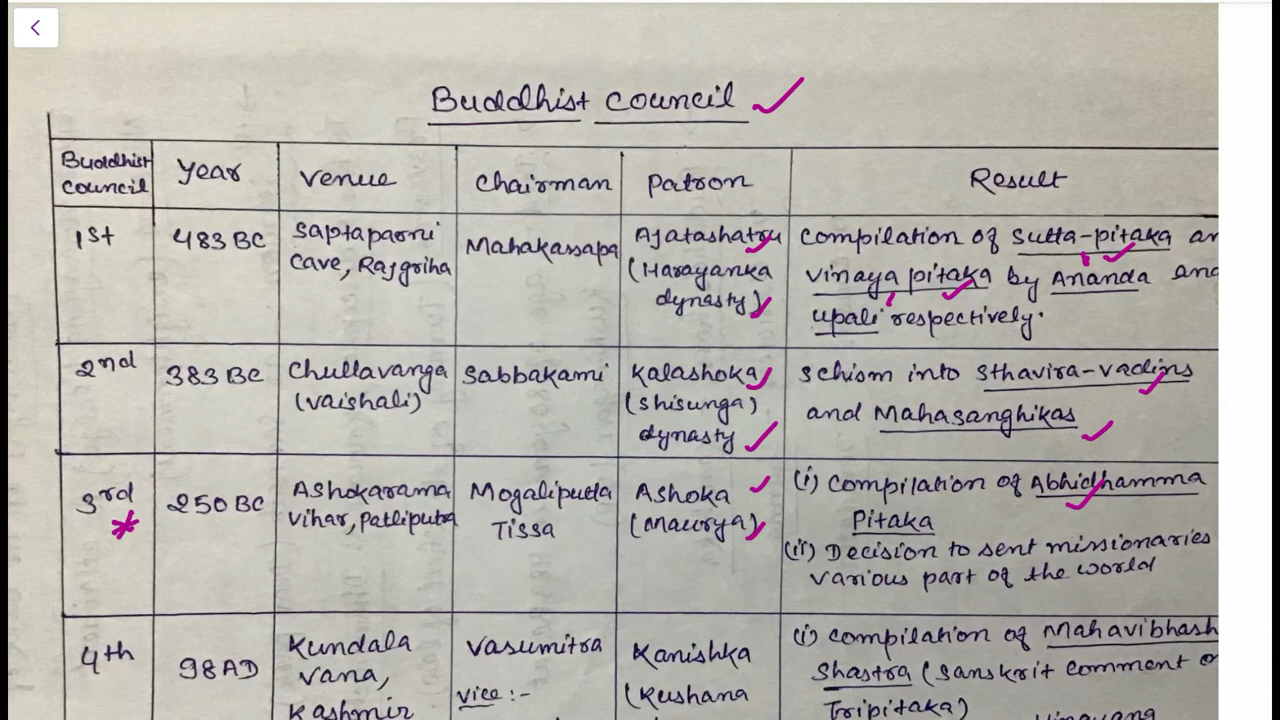 Buddhist council
Buddhist council
Year
Venue
Chairman
Patron
Result
1st
483 BC
Saptaparni
cave, Rajgriha
Mahakassapa
Ajatashatru
(Harayanka
dynasty)
compilation of Sutta-pitaka
vinaya pitaka by Ananda and
upali respectively.
2nd
383 BC
Chullavanga
(Vaishali)
Sabbakami
Kalashoka
(Shisunga)
dynasty
schism into Sthavira-vadins
and Mahasanghikas
3rd
250 BC
Ashokarama
Vihar, Patliputra
Mogaliputta
Tissa
Ashoka
(Maurya)
(i) compilation of Abhidhamma
Pitaka
(ii) Decision to sent missionaries
various part of the world
4th
98 AD
Kundala
vana,
Kashmir
Vasumitra
vice:-
Kanishka
(Kushana
(i) compilation of Mahavibhash
Shastra (Sanskrit comment
Tripitaka)